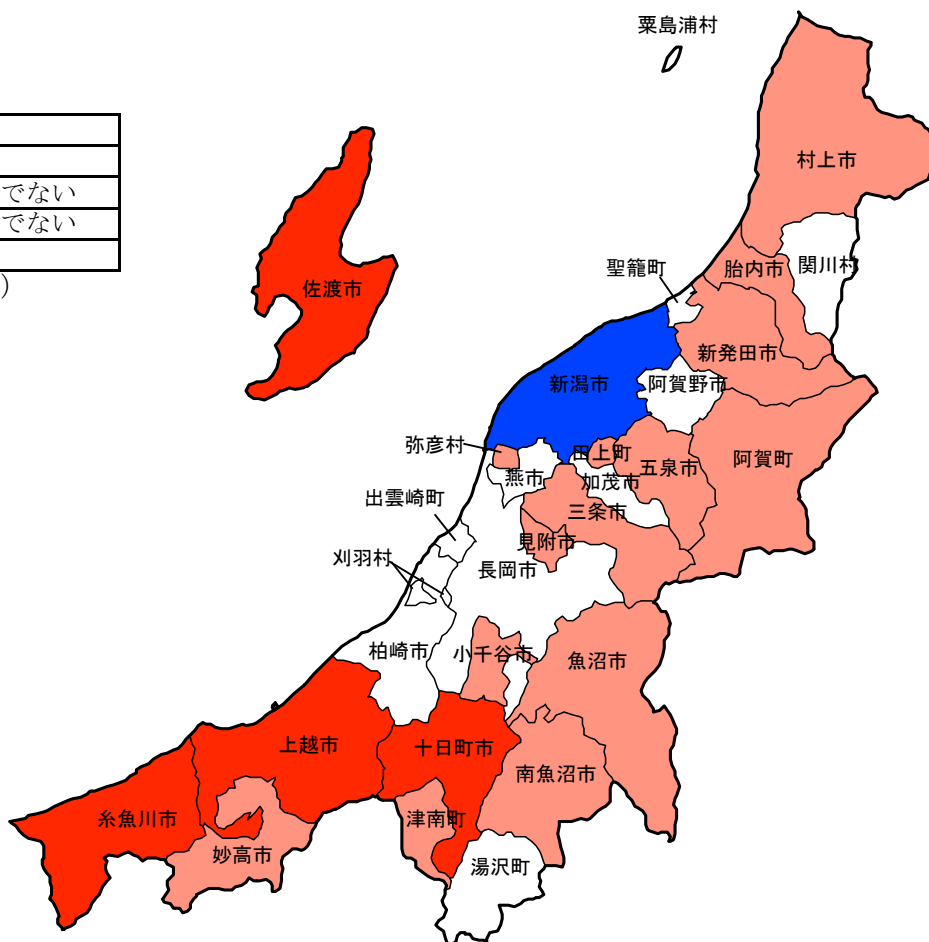 粟島浦村
村上市
でない
でない
)
聖籠町
胎内市
関川村
佐渡市
新発田市
新潟市
阿賀野市
弥彦村
田上町
阿賀町
五泉市
燕市
加茂市
出雲崎町
三条市
見附市
刈羽村
長岡市
柏崎市
小千谷市
魚沼市
上越市
十日町市
南魚沼市
糸魚川市
津南町
妙高市
湯沢町